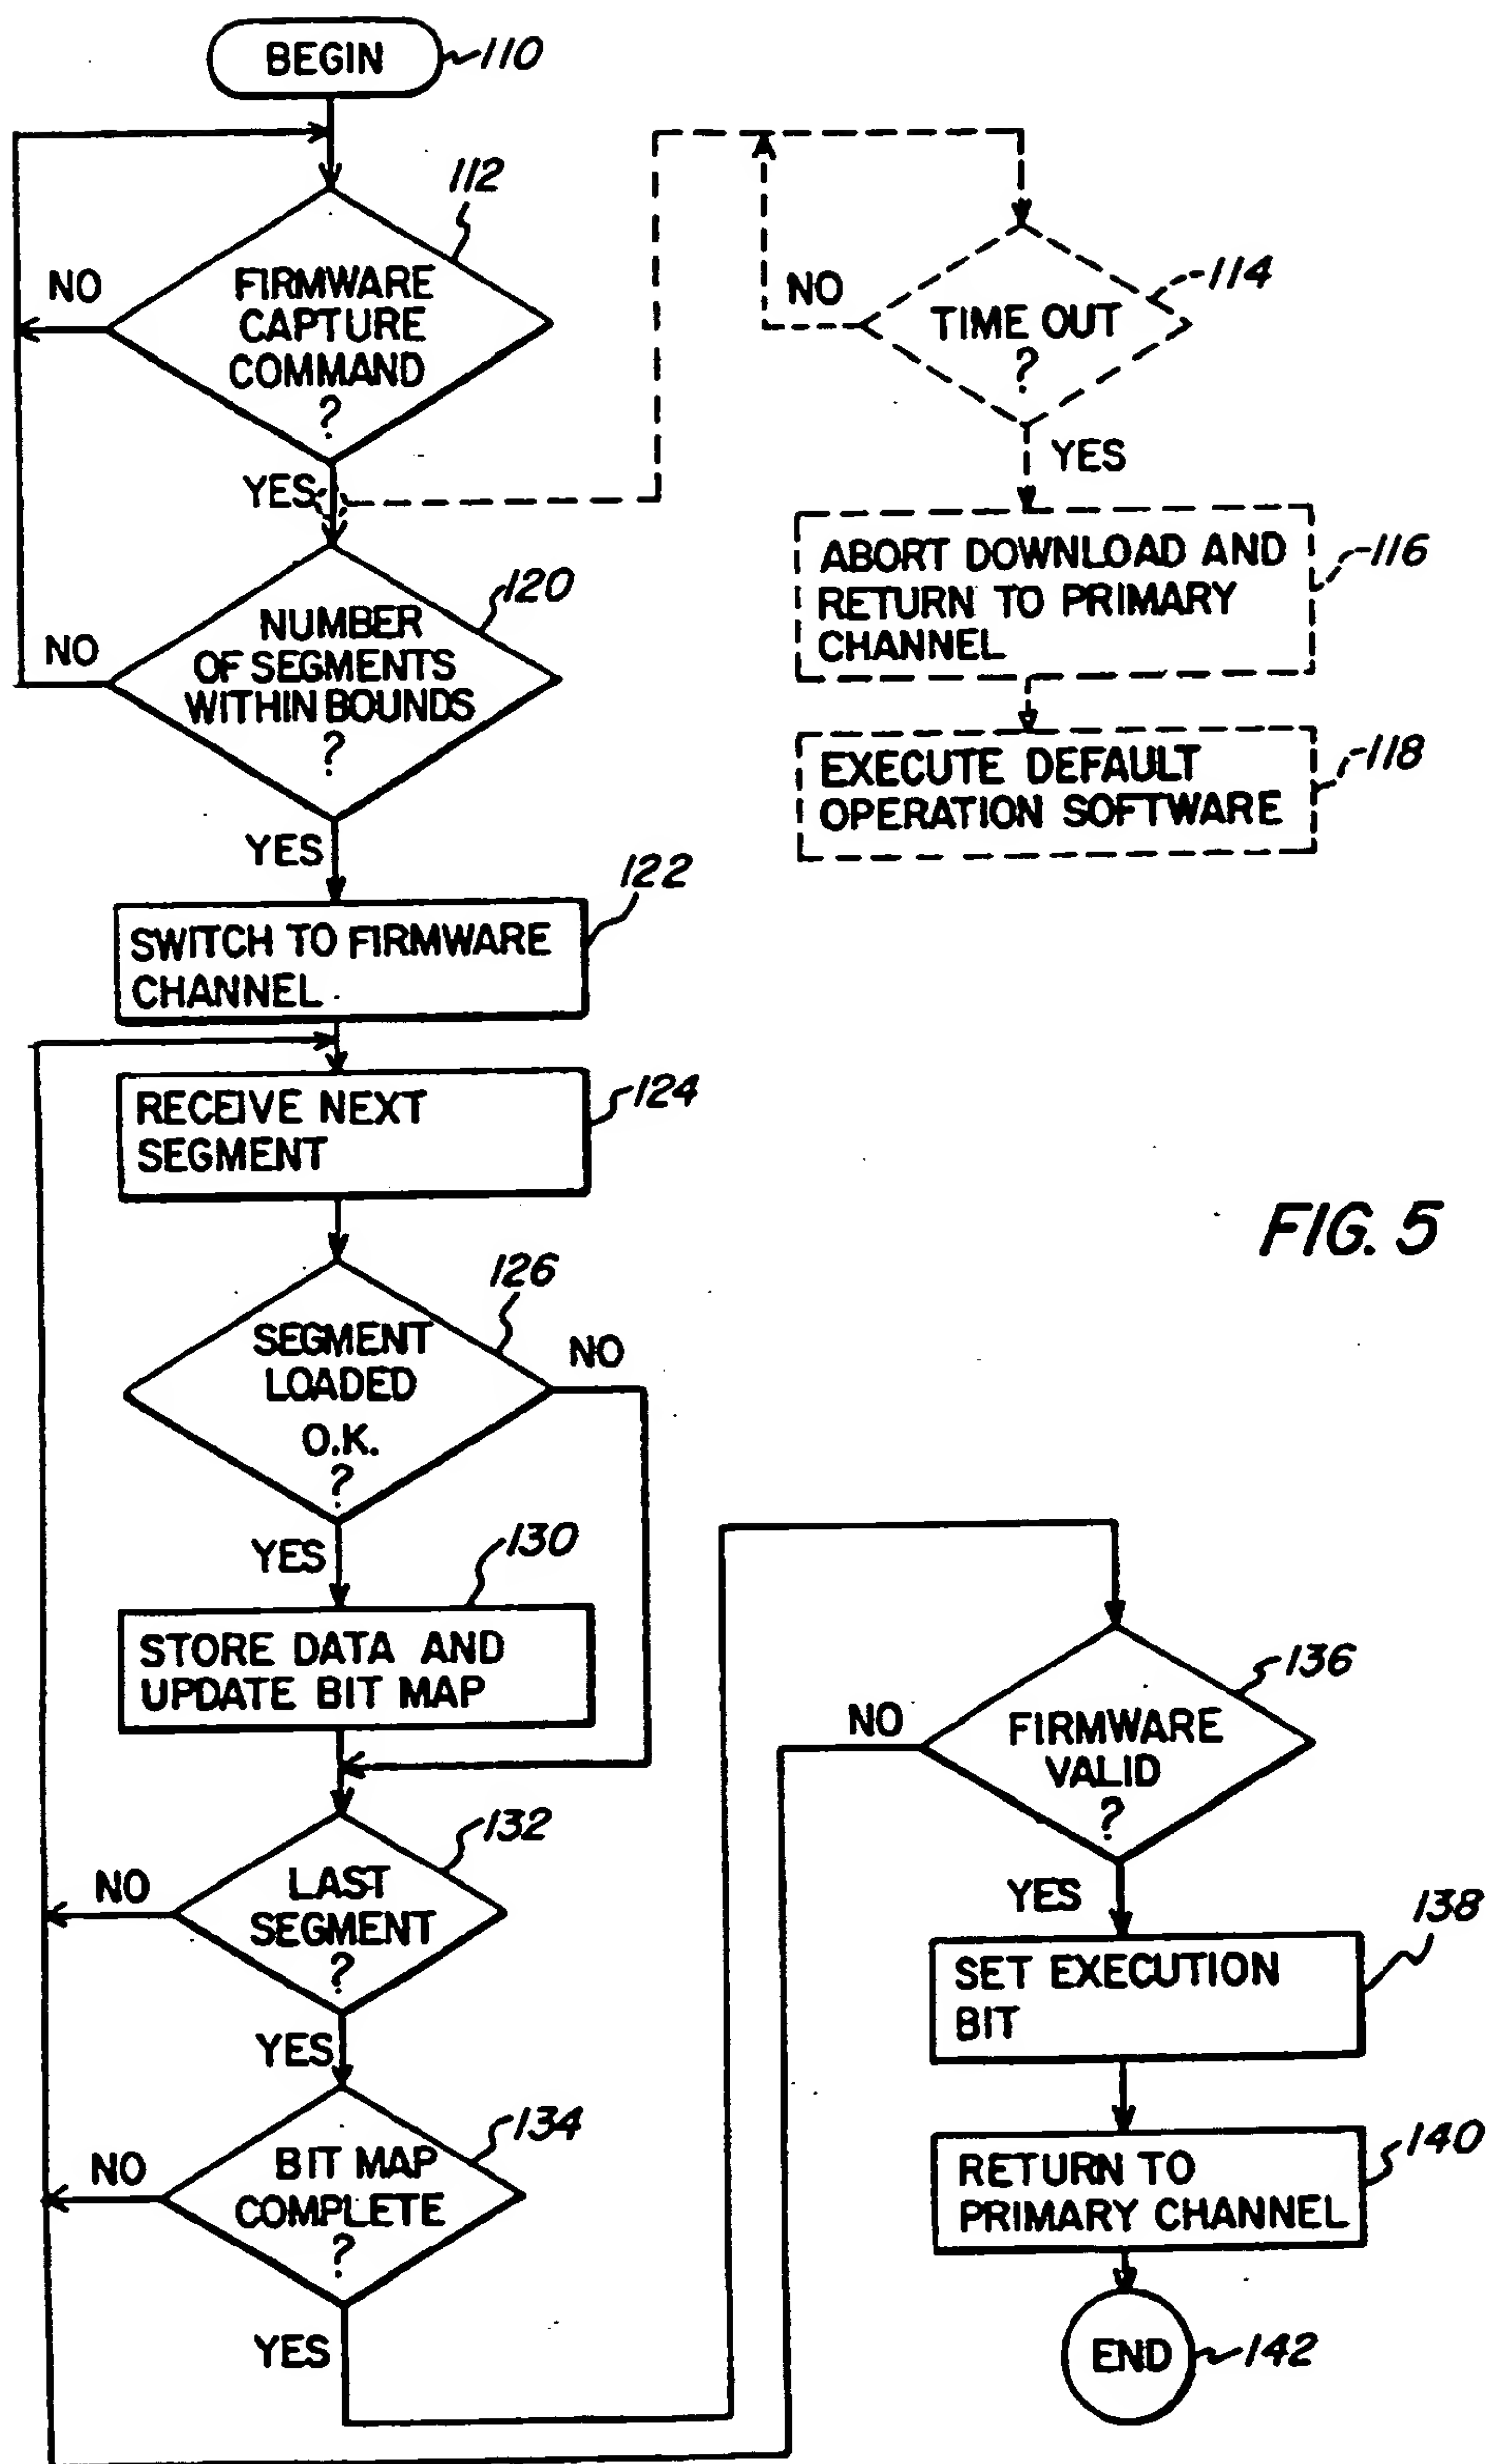 BEGIN
110
112
FIRMWARE
CAPTURE
COMMAND
?
NO
YES
114
TIME OUT
?
NO
YES
ABORT DOWNLOAD AND
RETURN TO PRIMARY
CHANNEL
116
EXECUTE DEFAULT
OPERATION SOFTWARE
118
120
NUMBER
OF SEGMENTS
WITHIN BOUNDS
?
NO
YES
122
SWITCH TO FIRMWARE
CHANNEL
RECEIVE NEXT
SEGMENT
124
FIG. 5
126
SEGMENT
LOADED
O.K.
?
NO
YES
130
STORE DATA AND
UPDATE BIT MAP
132
LAST
SEGMENT
?
NO
YES
134
BIT MAP
COMPLETE
?
NO
YES
136
FIRMWARE
VALID
?
NO
YES
138
SET EXECUTION
BIT
140
RETURN TO
PRIMARY CHANNEL
END
142